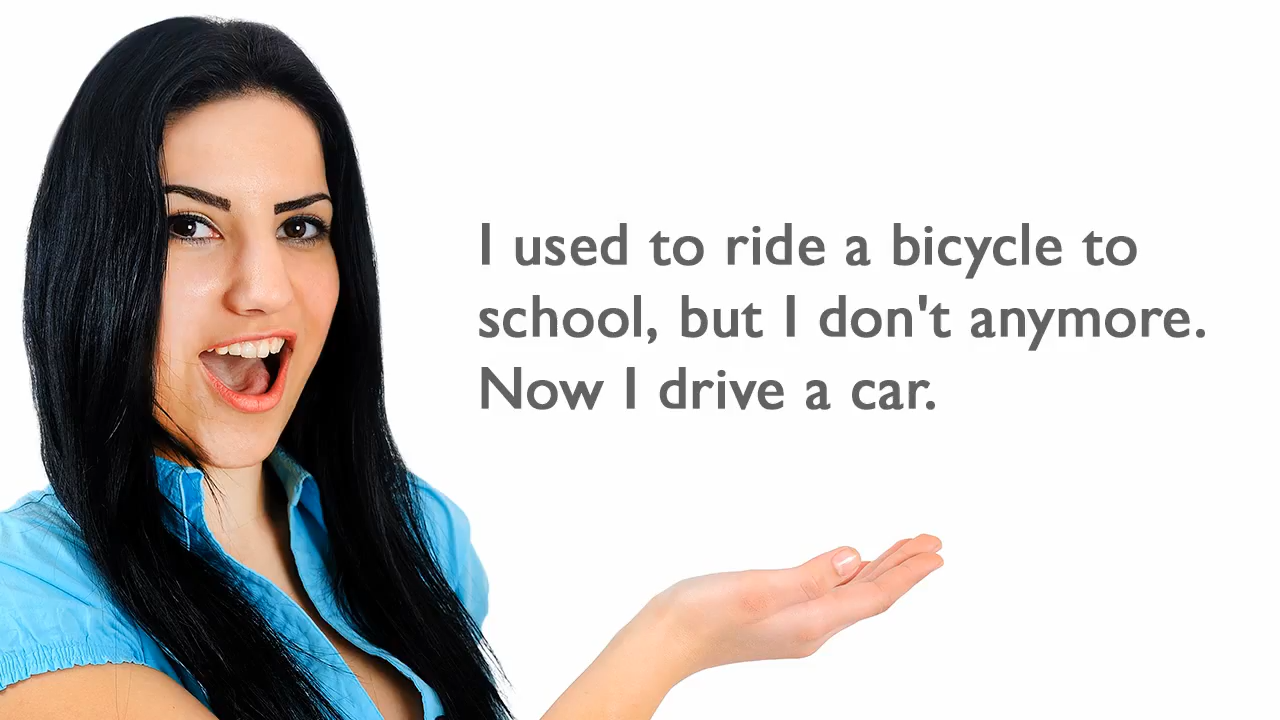 I used to ride a bicycle to
school, but I don't anymore.
Now I drive a car.